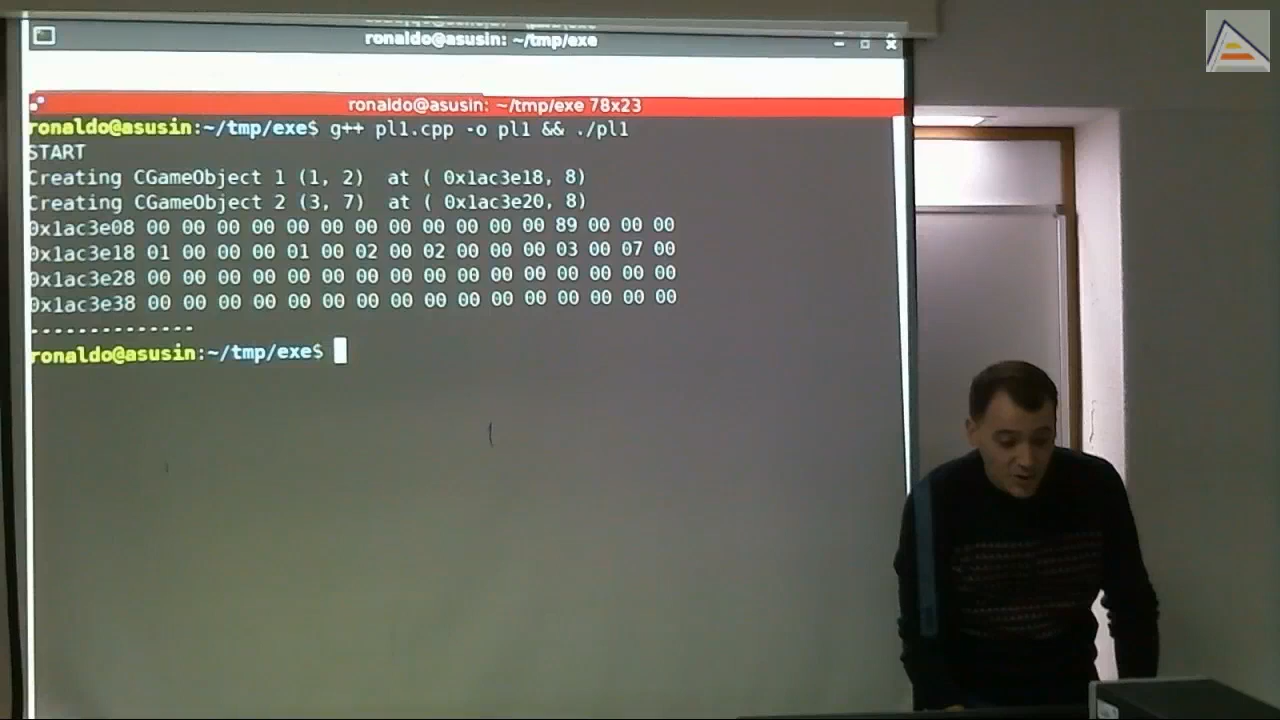 ronaldo@asusin: ~/tmp/exe
ronaldo@asusin: ~/tmp/exe 78x23
ronaldo@asusin:~/tmp/exe$ g++ pl1.cpp -o pl1 && ./pl1
START
Creating CGameObject 1 (1, 2)  at ( 0x1ac3e18, 8)
Creating CGameObject 2 (3, 7)  at ( 0x1ac3e20, 8)
0x1ac3e08 00 00 00 00 00 00 00 00 00 00 00 00 89 00 00 00
0x1ac3e18 01 00 00 00 01 00 02 00 02 00 00 00 03 00 07 00
0x1ac3e28 00 00 00 00 00 00 00 00 00 00 00 00 00 00 00 00
0x1ac3e38 00 00 00 00 00 00 00 00 00 00 00 00 00 00 00 00
--------------
ronaldo@asusin:~/tmp/exe$